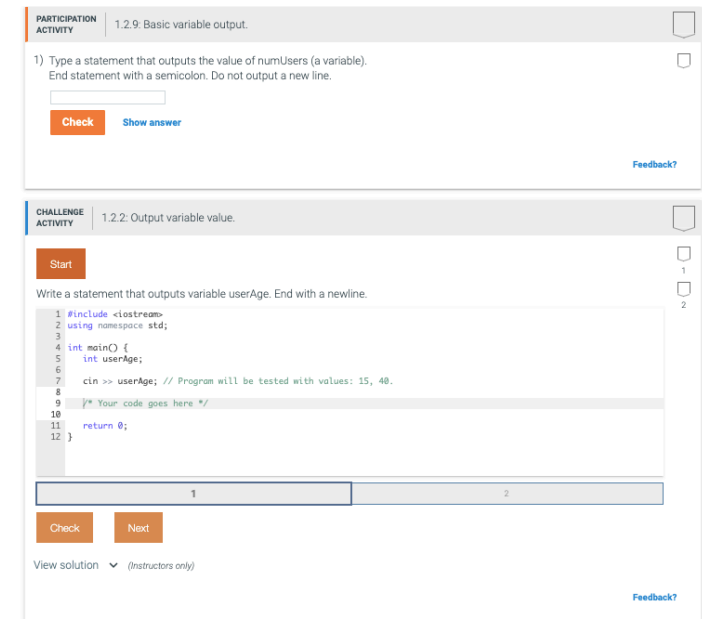 PARTICIPATION
ACTIVITY
1.2.9: Basic variable output.
1) Type a statement that outputs the value of numUsers (a variable).
End statement with a semicolon. Do not output a new line.
Check Show answer
Feedback?
CHALLENGE
ACTIVITY
1.2.2: Output variable value.
Start
1
2
Write a statement that outputs variable userAge. End with a newline.
1 #include <iostream>
2 using namespace std;
3
4 int main() {
5 int userAge;
6
7 cin >> userAge; // Program will be tested with values: 15, 40.
8
9 /* Your code goes here */
10
11 return 0;
12 }
1 2
Check Next
View solution (Instructors only)
Feedback?